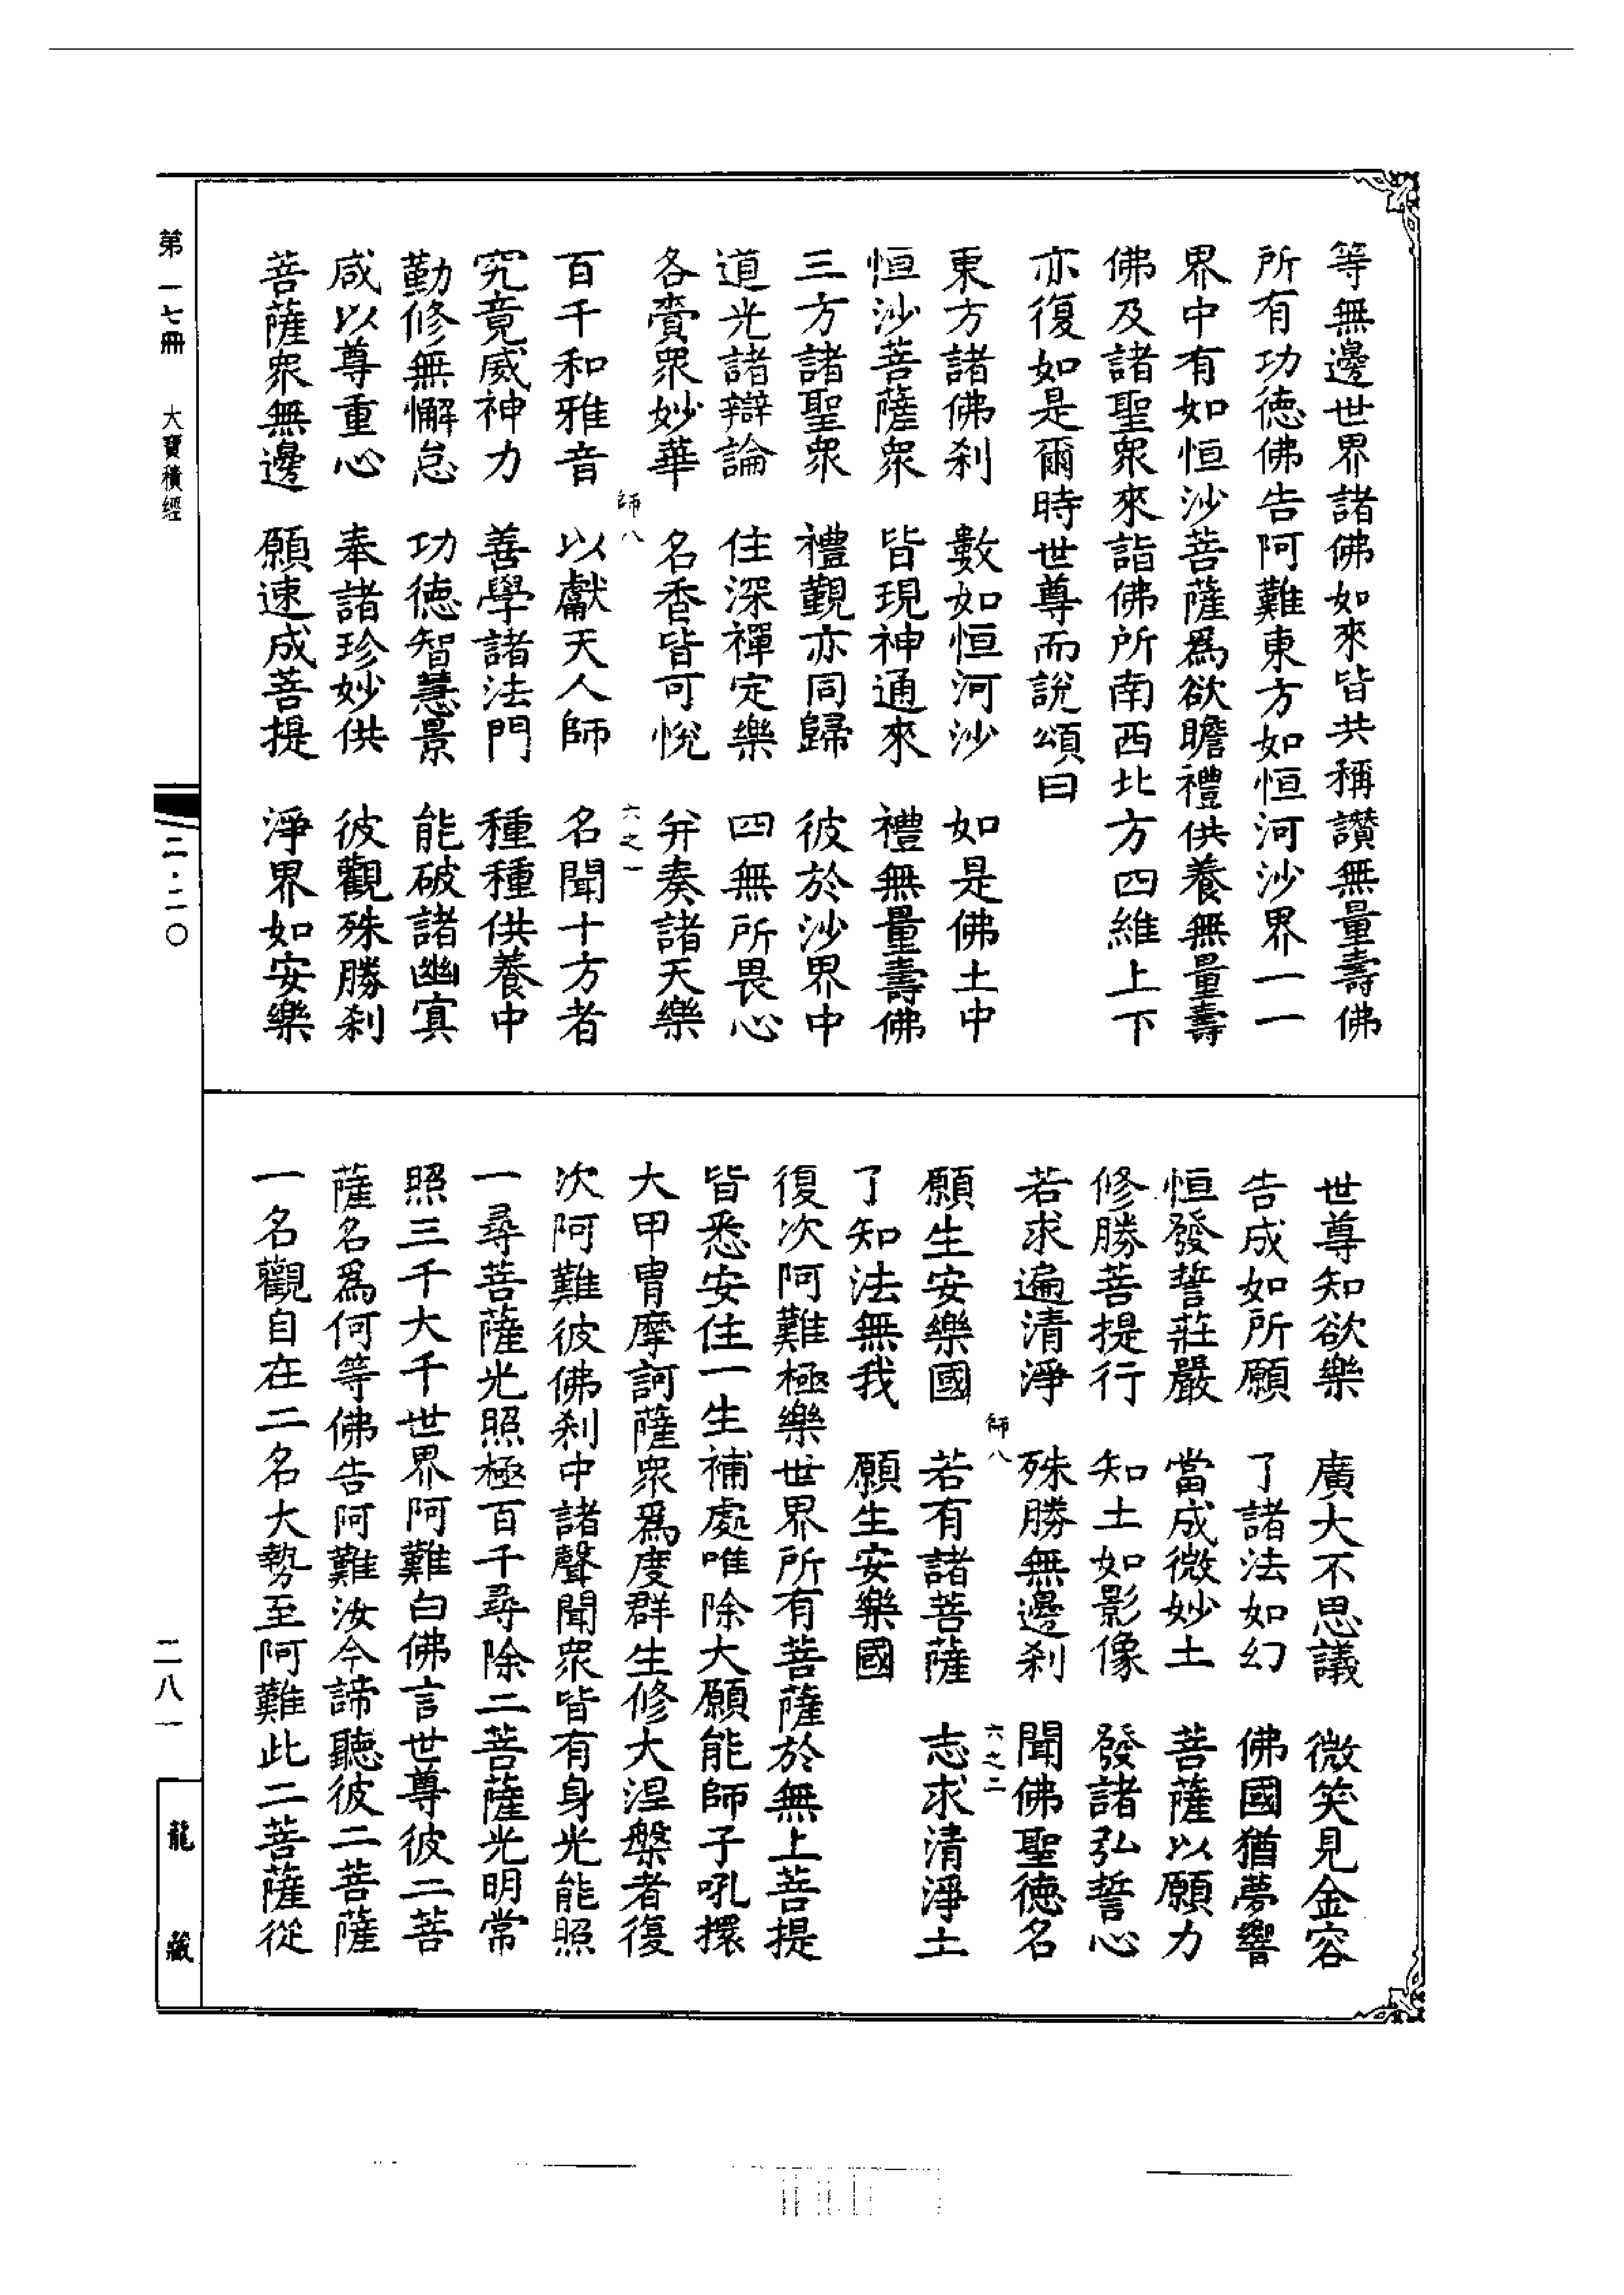 等無邊世界諸佛如來皆共稱讚無量壽佛
所有功德佛告阿難東方如恒河沙界一一
界中有如恒沙菩薩爲欲瞻禮供養無量壽
佛及諸聖衆來詣佛所南西北方四維上下
亦復如是爾時世尊而說頌曰
東方諸佛刹　數如恒河沙　如是佛土中
恒沙菩薩衆　皆現神通來　禮無量壽佛
三方諸聖衆　禮覲亦同歸　彼於沙界中
道光諸辯論　住深禪定樂　四無所畏心
各賷衆妙華　名香皆可悅　并奏諸天樂
師八　六之一
百千和雅音　以獻天人師　名聞十方者
究竟威神力　善學諸法門　種種供養中
勤修無懈怠　功德智慧景　能破諸幽冥
咸以尊重心　奉諸珍妙供　彼觀殊勝刹
菩薩衆無邊　願速成菩提　淨界如安樂
世尊知欲樂　廣大不思議　微笑見金容
告成如所願　了諸法如幻　佛國猶夢響
恒發誓莊嚴　當成微妙土　菩薩以願力
修勝菩提行　知土如影像　發諸弘誓心
若求遍清淨　殊勝無邊刹　聞佛聖德名
師八　六之二
願生安樂國　若有諸菩薩　志求清淨土
了知法無我　願生安樂國
復次阿難極樂世界所有菩薩於無上菩提
皆悉安住一生補處唯除大願能師子吼擐
大甲胄摩訶薩衆爲度群生修大涅槃者復
次阿難彼佛刹中諸聲聞衆皆有身光能照
一尋菩薩光照極百千尋除二菩薩光明常
照三千大千世界阿難白佛言世尊彼二菩
薩名爲何等佛告阿難汝今諦聽彼二菩薩
一名觀自在二名大勢至阿難此二菩薩從
第一七冊　大寶積經
二·二〇
二八一
龍藏